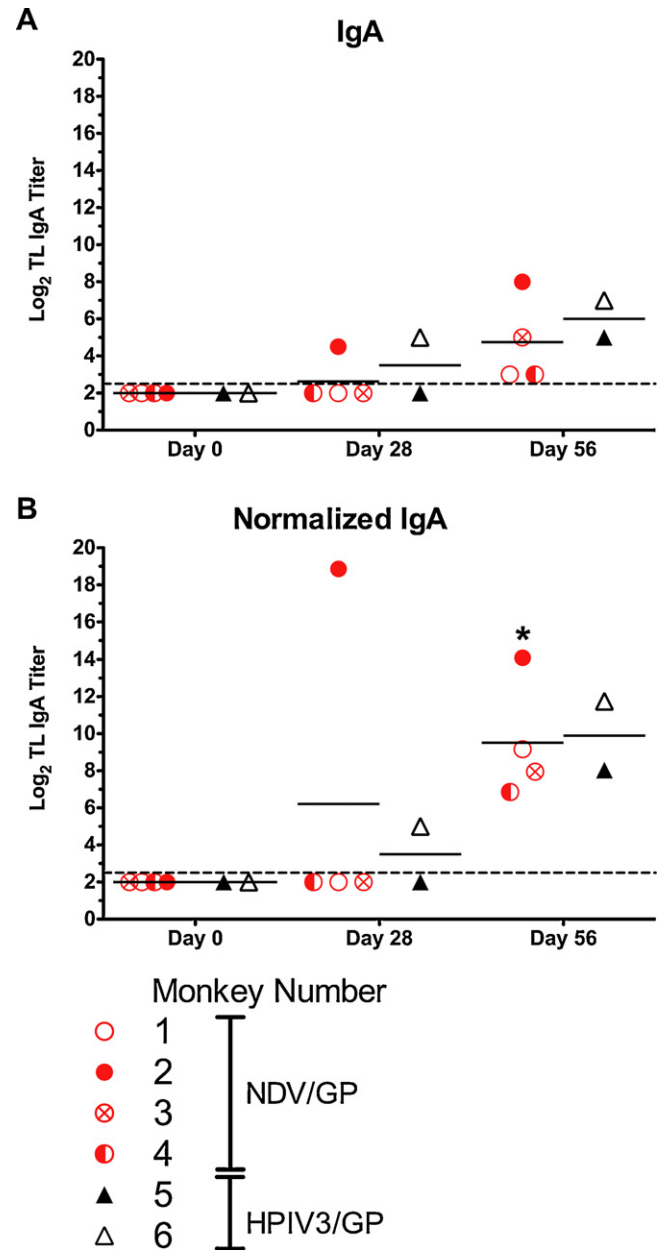 A
IgA
Log₂ TL IgA Titer
20
18
16
14
12
10
8
6
4
2
0
Day 0 Day 28 Day 56
B
Normalized IgA
Log₂ TL IgA Titer
20
18
16
14
12
10
8
6
4
2
0
*
Day 0 Day 28 Day 56
Monkey Number
1
2
3
4
NDV/GP
5
6
HPIV3/GP